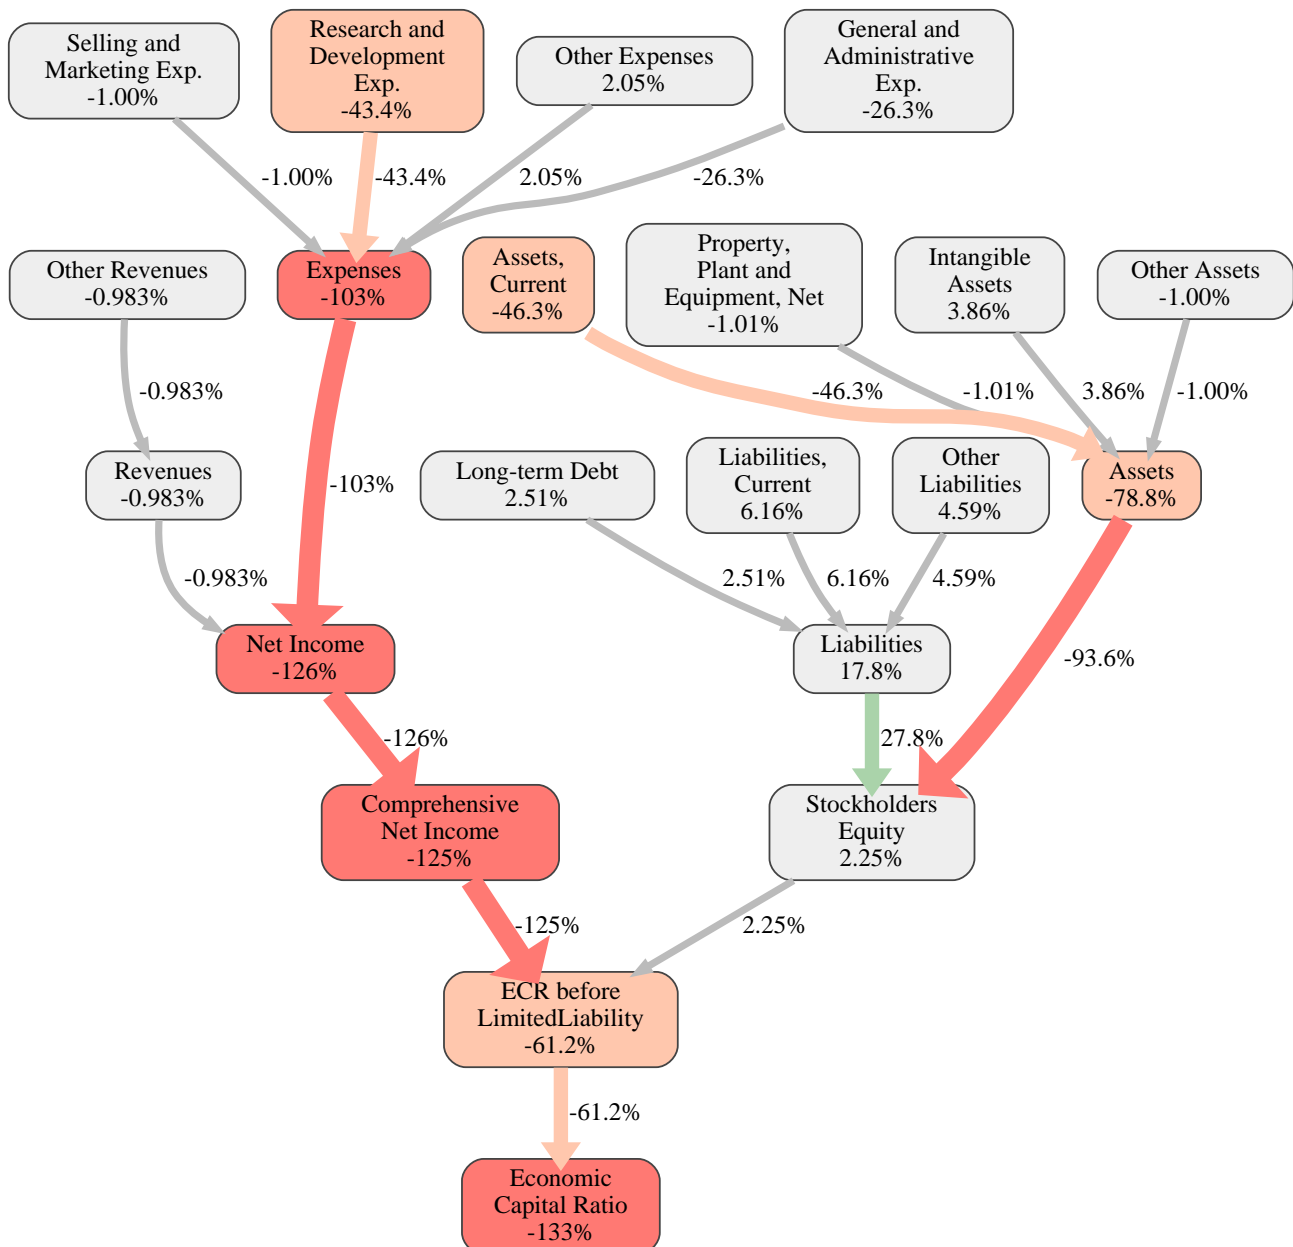 Selling and
Marketing Exp.
-1.00%
Research and
Development
Exp.
-43.4%
Other Expenses
2.05%
General and
Administrative
Exp.
-26.3%
-1.00%
-43.4%
2.05%
-26.3%
Other Revenues
-0.983%
Expenses
-103%
Assets,
Current
-46.3%
Property,
Plant and
Equipment, Net
-1.01%
Intangible
Assets
3.86%
Other Assets
-1.00%
-0.983%
-46.3%
-1.01%
3.86%
-1.00%
Revenues
-0.983%
-103%
Long-term Debt
2.51%
Liabilities,
Current
6.16%
Other
Liabilities
4.59%
Assets
-78.8%
-0.983%
2.51%
6.16%
4.59%
Net Income
-126%
Liabilities
17.8%
-93.6%
-126%
27.8%
Comprehensive
Net Income
-125%
Stockholders
Equity
2.25%
-125%
2.25%
ECR before
LimitedLiability
-61.2%
-61.2%
Economic
Capital Ratio
-133%